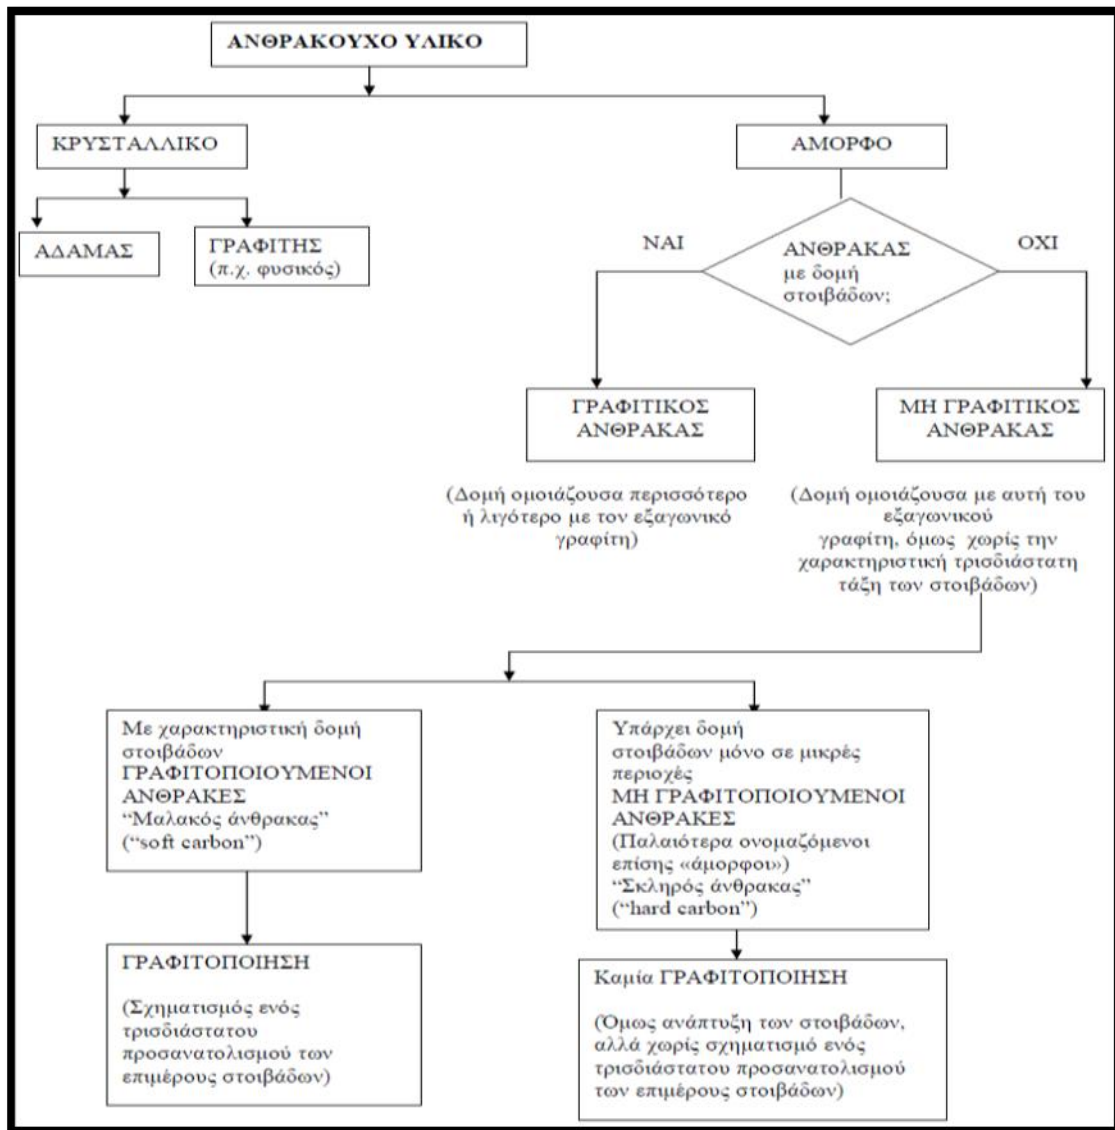 ΑΝΘΡΑΚΟΥΧΟ ΥΛΙΚΟ
ΚΡΥΣΤΑΛΛΙΚΟ
ΑΜΟΡΦΟ
ΑΔΑΜΑΣ
ΓΡΑΦΙΤΗΣ
(π.χ. φυσικός)
ΝΑΙ
ΑΝΘΡΑΚΑΣ
με δομή
στοιβάδων;
ΟΧΙ
ΓΡΑΦΙΤΙΚΟΣ
ΑΝΘΡΑΚΑΣ
ΜΗ ΓΡΑΦΙΤΙΚΟΣ
ΑΝΘΡΑΚΑΣ
(Δομή ομοιάζουσα περισσότερο
ή λιγότερο με τον εξαγωνικό
γραφίτη)
(Δομή ομοιάζουσα με αυτή του
εξαγωνικού
γραφίτη, όμως χωρίς την
χαρακτηριστική τρισδιάστατη
τάξη των στοιβάδων)
Με χαρακτηριστική δομή
στοιβάδων
ΓΡΑΦΙΤΟΠΟΙΟΥΜΕΝΟΙ
ΑΝΘΡΑΚΕΣ
“Μαλακός άνθρακας”
(“soft carbon”)
Υπάρχει δομή
στοιβάδων μόνο σε μικρές
περιοχές
ΜΗ ΓΡΑΦΙΤΟΠΟΙΟΥΜΕΝΟΙ
ΑΝΘΡΑΚΕΣ
(Παλαιότερα ονομαζόμενοι
επίσης «άμορφοι»)
“Σκληρός άνθρακας”
(“hard carbon”)
ΓΡΑΦΙΤΟΠΟΙΗΣΗ
(Σχηματισμός ενός
τρισδιάστατου
προσανατολισμού των
επιμέρους στοιβάδων)
Καμία ΓΡΑΦΙΤΟΠΟΙΗΣΗ
(Όμως ανάπτυξη των στοιβάδων,
αλλά χωρίς σχηματισμό ενός
τρισδιάστατου προσανατολισμού
των επιμέρους στοιβάδων)